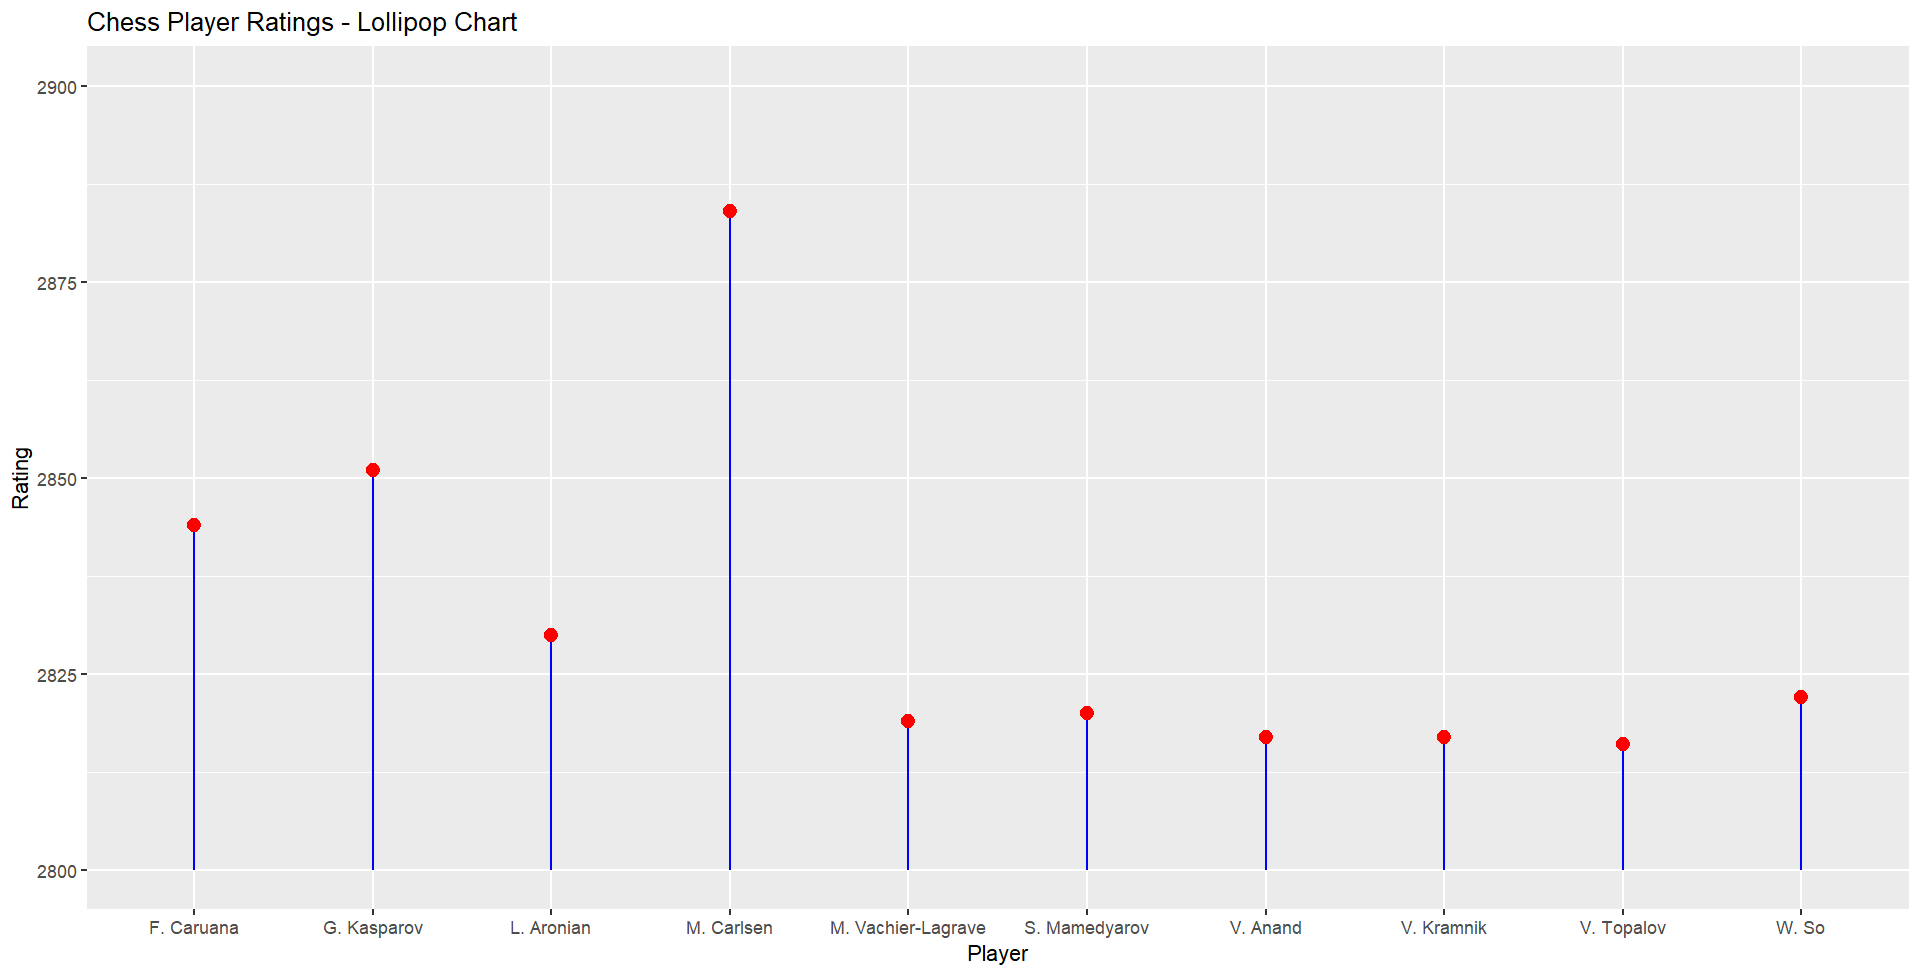 Chess Player Ratings - Lollipop Chart
2900
2875
2850
2825
2800
Rating
F. Caruana G. Kasparov L. Aronian M. Carlsen M. Vachier-Lagrave S. Mamedyarov V. Anand V. Kramnik V. Topalov W. So
Player